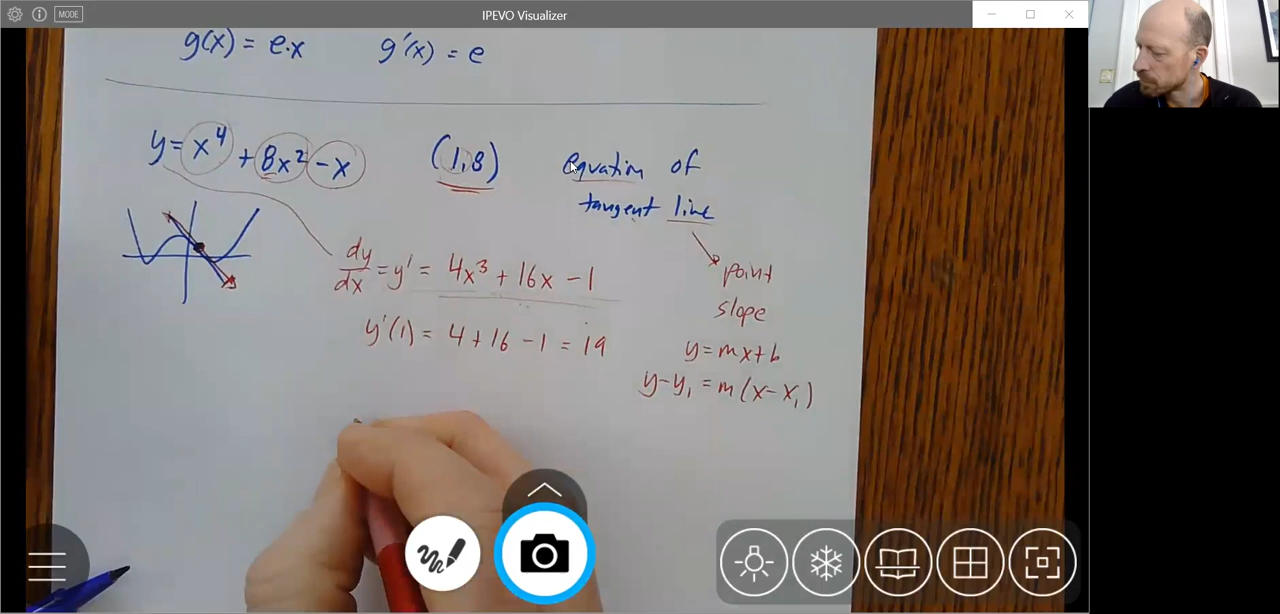 IPEVO Visualizer
MODE
g(x) = e·x g'(x) = e
y = x⁴ + 8x² - x (1,8) equation of
tangent line
dy/dx = y' = 4x³ + 16x - 1
y'(1) = 4 + 16 - 1 = 19
point
slope
y = mx + b
y - y₁ = m(x - x₁)